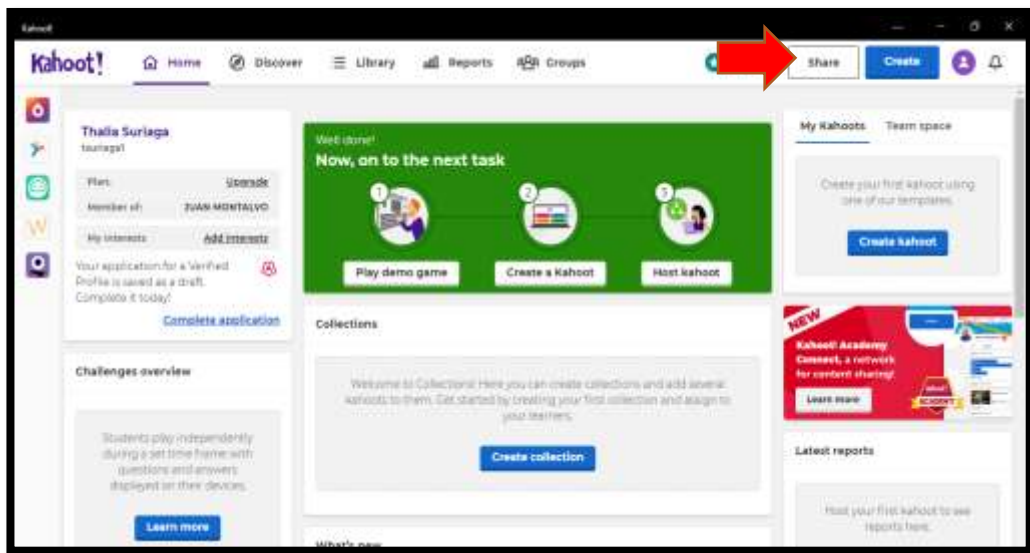 Kahoot!
Kahoot!
Home
Discover
Library
Reports
Groups
Share
Create
Thalia Suriaga
tsuriaga1
Plan:
Upgrade
Member of:
JUAN MONTALVO
My interests
Add interests
Your application for a Verified
Profile is saved as a draft.
Complete it today!
Complete application
Challenges overview
Students play independently
during a set time frame with
questions and answers
displayed on their devices.
Learn more
Well done!
Now, on to the next task
1
2
3
Play demo game
Create a Kahoot
Host kahoot
Collections
Welcome to Collections! Here you can create collections and add several
kahoots to them. Get started by creating your first collection and assign to
your learners.
Create collection
What's new
My Kahoots
Team space
Create your first kahoot using
one of our templates.
Create kahoot
NEW
Kahoot! Academy
Connect, a network
for content sharing!
Learn more
ACADEMY
Latest reports
Host your first kahoot to see
reports here.